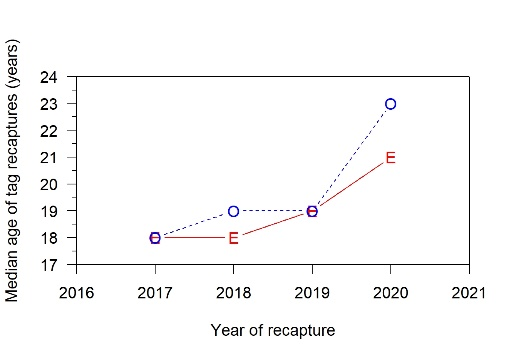 Median age of tag recaptures (years)
24
23
22
21
20
19
18
17
O
E
O
E
O
E
O
E
2016 2017 2018 2019 2020 2021
Year of recapture